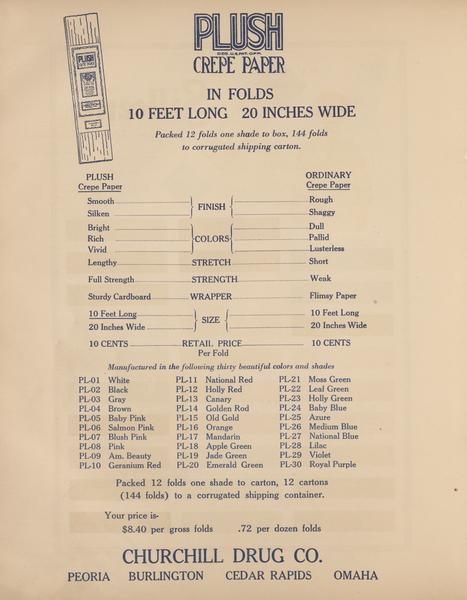 PLUSH
REG. U.S. PAT. OFF.
CREPE PAPER
IN FOLDS
10 FEET LONG 20 INCHES WIDE
Packed 12 folds one shade to box, 144 folds
to corrugated shipping carton.
PLUSH ORDINARY
Crepe Paper Crepe Paper
Smooth FINISH Rough
Silken Shaggy
Bright Dull
Rich COLORS Pallid
Vivid Lusterless
Lengthy STRETCH Short
Full Strength STRENGTH Weak
Sturdy Cardboard WRAPPER Flimsy Paper
10 Feet Long SIZE 10 Feet Long
20 Inches Wide 20 Inches Wide
10 CENTS RETAIL PRICE 10 CENTS
Per Fold
Manufactured in the following thirty beautiful colors and shades
PL-01 White PL-11 National Red PL-21 Moss Green
PL-02 Black PL-12 Holly Red PL-22 Leaf Green
PL-03 Gray PL-13 Canary PL-23 Holly Green
PL-04 Brown PL-14 Golden Rod PL-24 Baby Blue
PL-05 Baby Pink PL-15 Old Gold PL-25 Azure
PL-06 Salmon Pink PL-16 Orange PL-26 Medium Blue
PL-07 Blush Pink PL-17 Mandarin PL-27 National Blue
PL-08 Pink PL-18 Apple Green PL-28 Lilac
PL-09 Am. Beauty PL-19 Jade Green PL-29 Violet
PL-10 Geranium Red PL-20 Emerald Green PL-30 Royal Purple
Packed 12 folds one shade to carton, 12 cartons
(144 folds) to a corrugated shipping container.
Your price is-
$8.40 per gross folds .72 per dozen folds
CHURCHILL DRUG CO.
PEORIA BURLINGTON CEDAR RAPIDS OMAHA